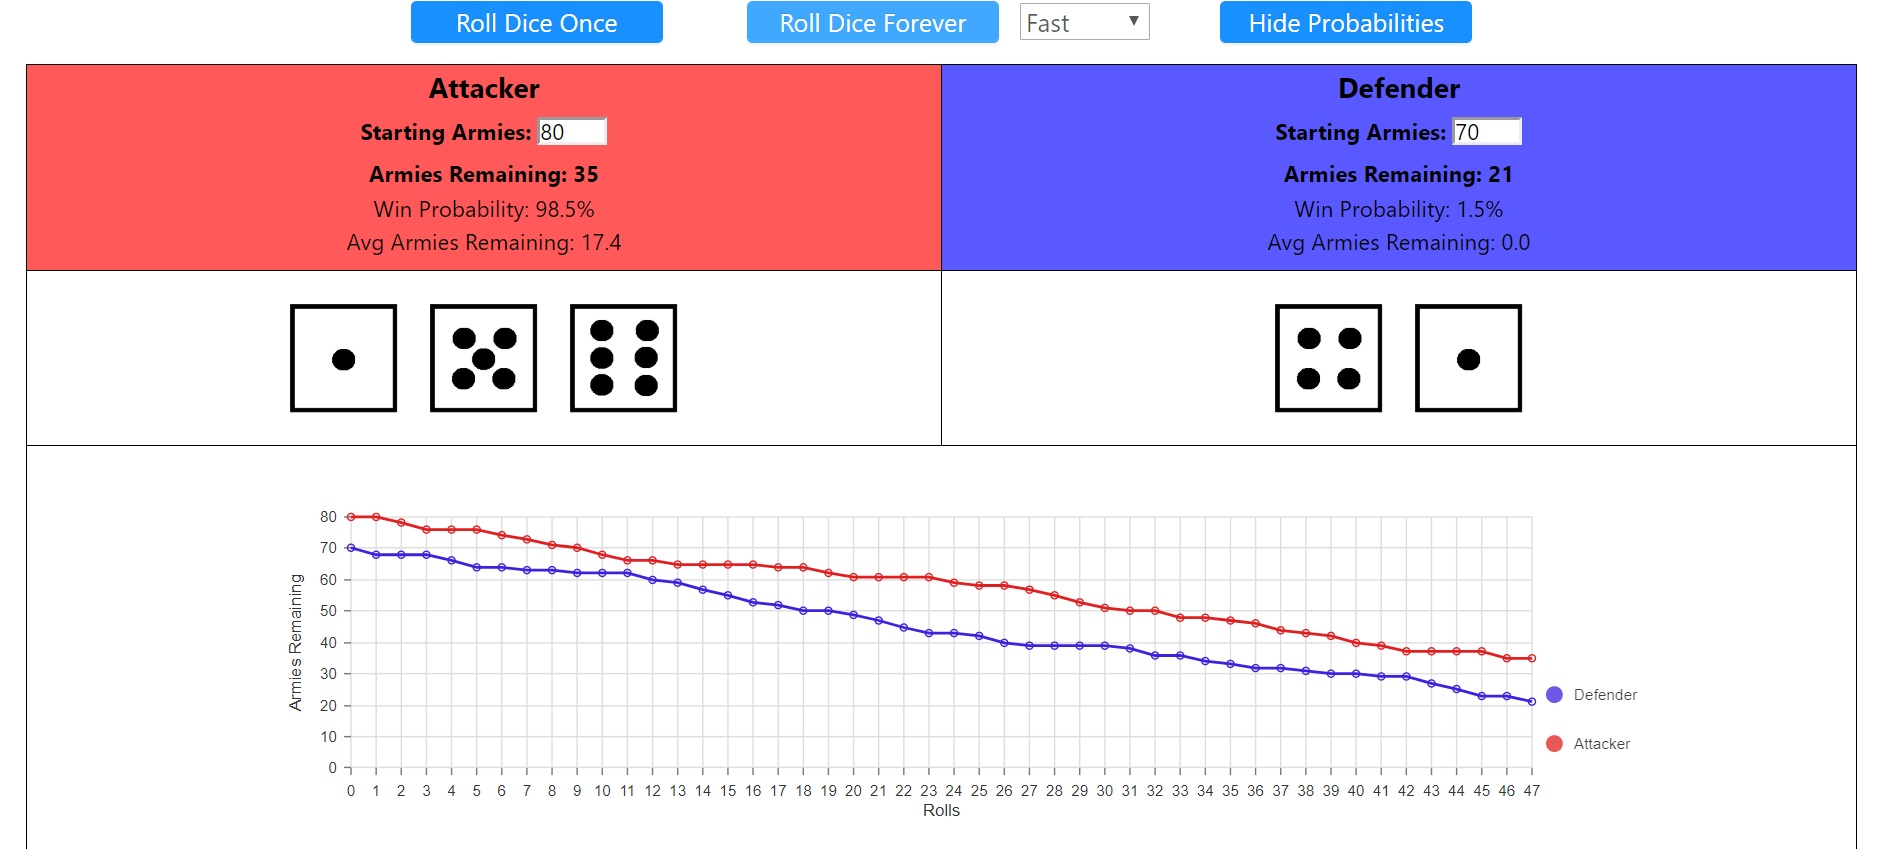 Roll Dice Once
Roll Dice Forever
Fast
Hide Probabilities
Attacker
Starting Armies: 80
Armies Remaining: 35
Win Probability: 98.5%
Avg Armies Remaining: 17.4
Defender
Starting Armies: 70
Armies Remaining: 21
Win Probability: 1.5%
Avg Armies Remaining: 0.0
Armies Remaining
80
70
60
50
40
30
20
10
0
0 1 2 3 4 5 6 7 8 9 10 11 12 13 14 15 16 17 18 19 20 21 22 23 24 25 26 27 28 29 30 31 32 33 34 35 36 37 38 39 40 41 42 43 44 45 46 47
Rolls
Defender
Attacker